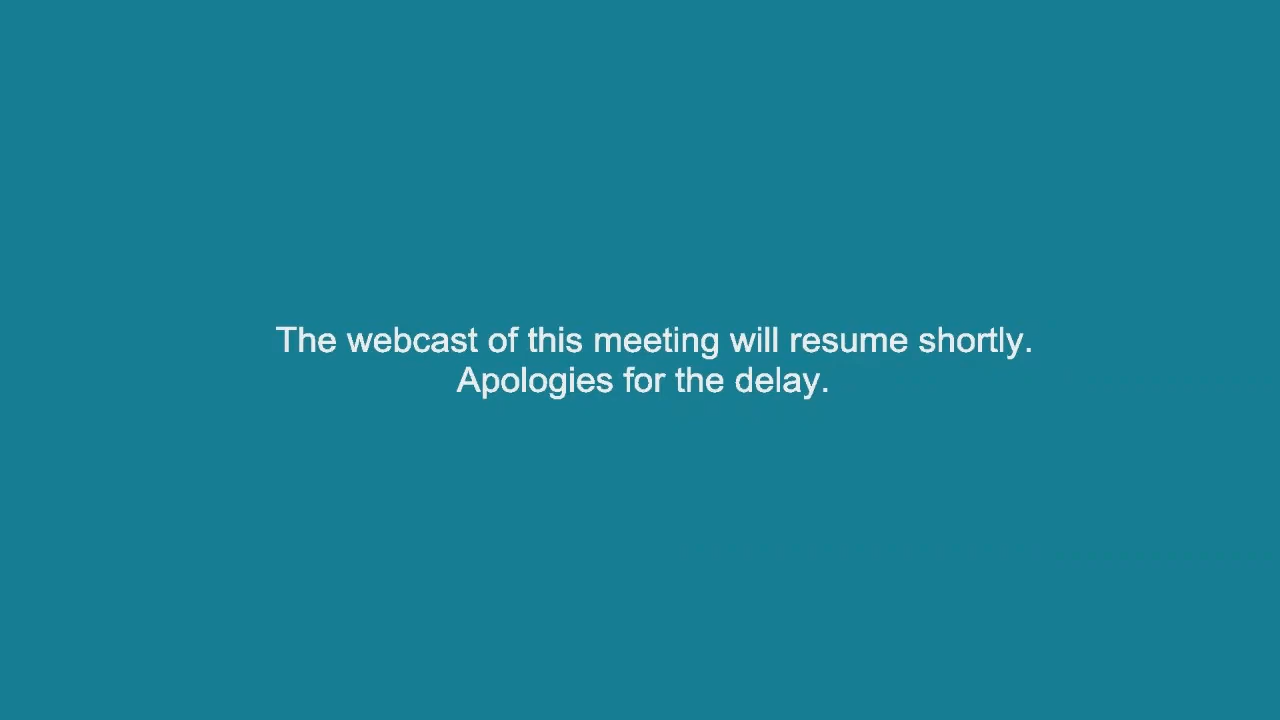 The webcast of this meeting will resume shortly.
Apologies for the delay.